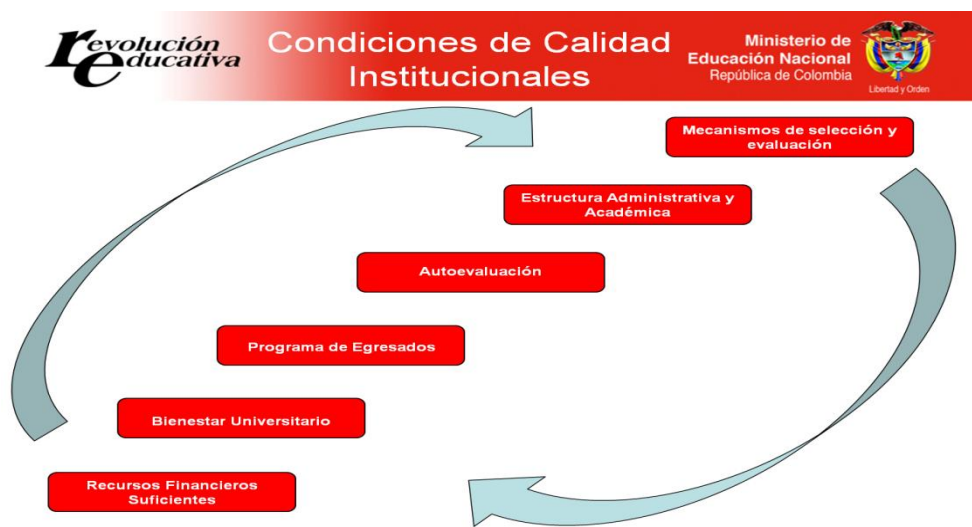 revolución
educativa
Condiciones de Calidad
Institucionales
Ministerio de
Educación Nacional
República de Colombia
Libertad y Orden
Mecanismos de selección y
evaluación
Estructura Administrativa y
Académica
Autoevaluación
Programa de Egresados
Bienestar Universitario
Recursos Financieros
Suficientes